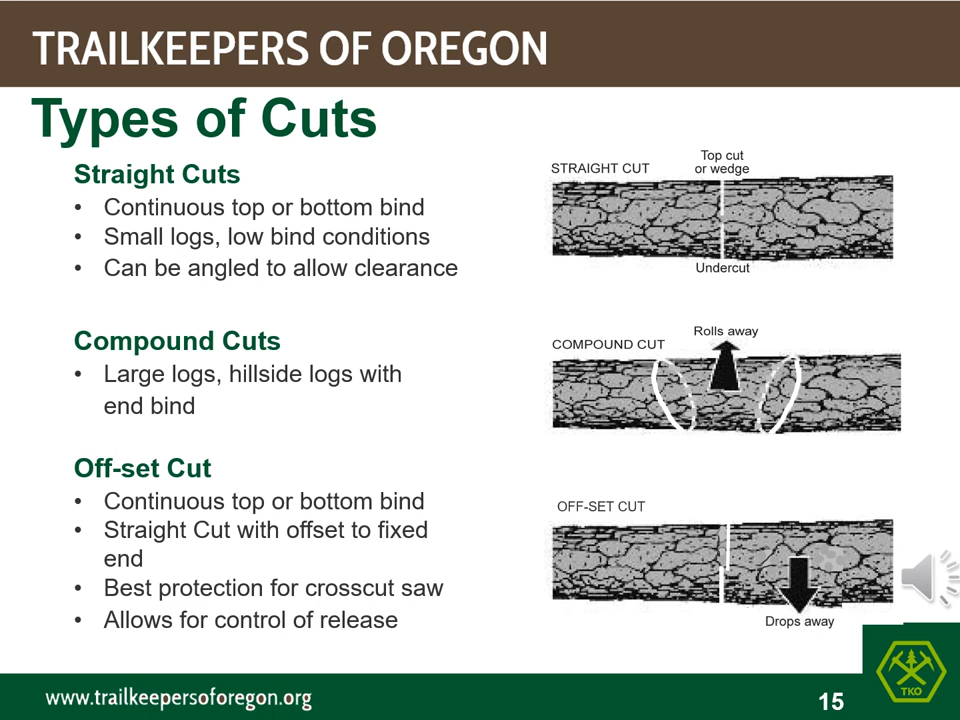 TRAILKEEPERS OF OREGON
Types of Cuts
Straight Cuts
• Continuous top or bottom bind
• Small logs, low bind conditions
• Can be angled to allow clearance
Compound Cuts
• Large logs, hillside logs with
end bind
Off-set Cut
• Continuous top or bottom bind
• Straight Cut with offset to fixed
end
• Best protection for crosscut saw
• Allows for control of release
STRAIGHT CUT
Top cut
or wedge
Undercut
Rolls away
COMPOUND CUT
OFF-SET CUT
Drops away
www.trailkeepersoforegon.org
15
TKO